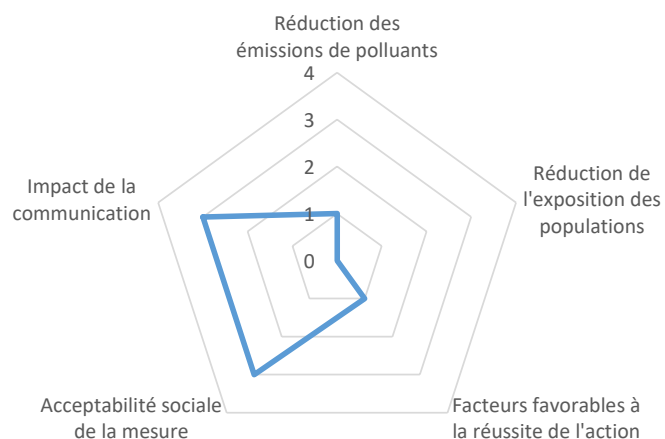 Réduction des
émissions de polluants
4
3
2
1
0
Réduction de
l'exposition des
populations
Facteurs favorables à
la réussite de l'action
Acceptabilité sociale
de la mesure
Impact de la
communication